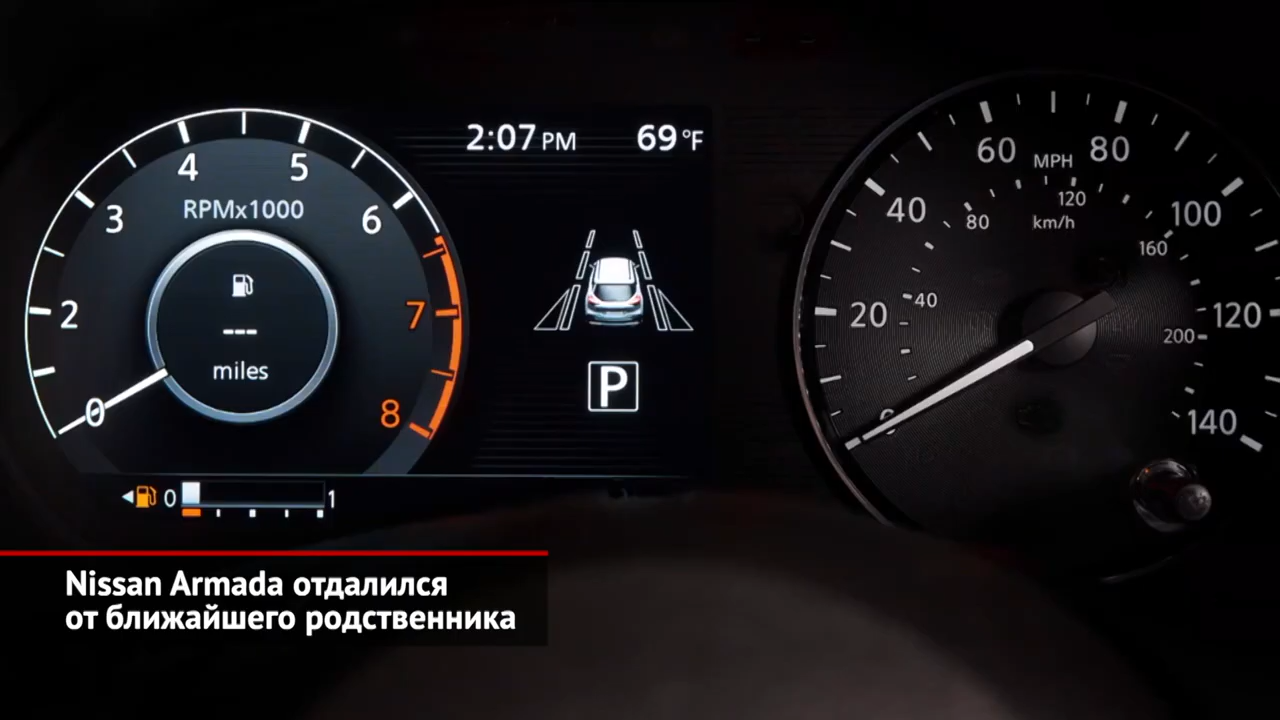 2:07 PM 69 °F
4 5
RPMx1000
3 6
2 7
---
miles
0 8
P
0 1
60 MPH 80
40 100
80 km/h 120
160
20 40 120
200
0 140
Nissan Armada отдалился
от ближайшего родственника